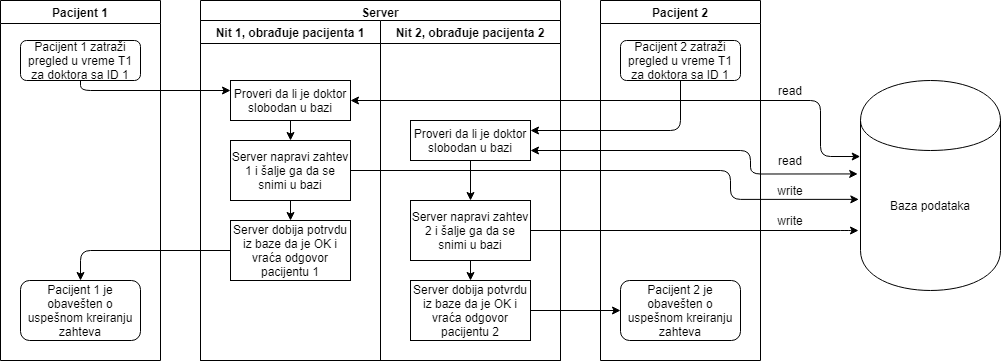 Pacijent 1
Server
Pacijent 2
Nit 1, obrađuje pacijenta 1
Nit 2, obrađuje pacijenta 2
Pacijent 1 zatraži
pregled u vreme T1
za doktora sa ID 1
Pacijent 2 zatraži
pregled u vreme T1
za doktora sa ID 1
Proveri da li je doktor
slobodan u bazi
read
Proveri da li je doktor
slobodan u bazi
read
Server napravi zahtev
1 i šalje ga da se
snimi u bazi
write
Baza podataka
Server napravi zahtev
2 i šalje ga da se
snimi u bazi
write
Server dobija potvrdu
iz baze da je OK i
vraća odgovor
pacijentu 1
Pacijent 1 je
obavešten o
uspešnom kreiranju
zahteva
Server dobija potvrdu
iz baze da je OK i
vraća odgovor
pacijentu 2
Pacijent 2 je
obavešten o
uspešnom kreiranju
zahteva